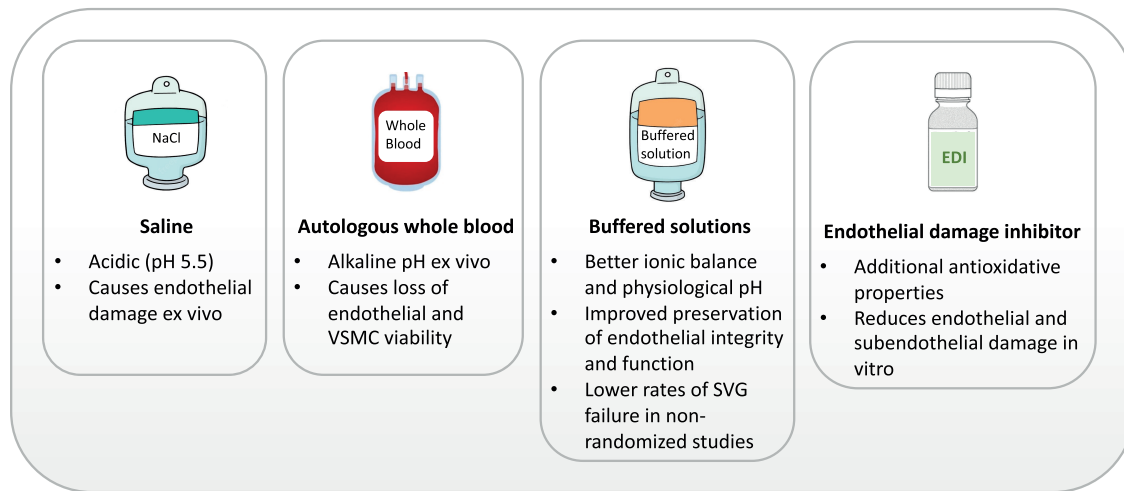 NaCl
Saline
• Acidic (pH 5.5)
• Causes endothelial
damage ex vivo
Whole
Blood
Autologous whole blood
• Alkaline pH ex vivo
• Causes loss of
endothelial and
VSMC viability
Buffered
solution
Buffered solutions
• Better ionic balance
and physiological pH
• Improved preservation
of endothelial integrity
and function
• Lower rates of SVG
failure in non-
randomized studies
EDI
Endothelial damage inhibitor
• Additional antioxidative
properties
• Reduces endothelial and
subendothelial damage in
vitro